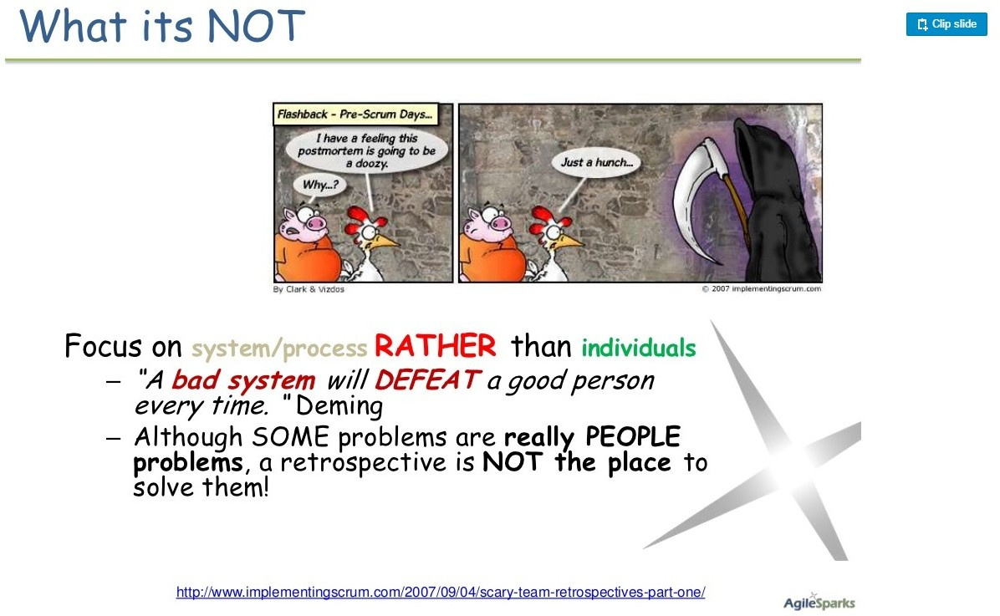 What its NOT
Clip slide
Flashback - Pre-Scrum Days...
I have a feeling this
postmortem is going to be
a doozy.
Why...?
Just a hunch...
By Clark & Vizdos
© 2007 implementingscrum.com
Focus on system/process RATHER than individuals
– "A bad system will DEFEAT a good person
every time. " Deming
– Although SOME problems are really PEOPLE
problems, a retrospective is NOT the place to
solve them!
http://www.implementingscrum.com/2007/09/04/scary-team-retrospectives-part-one/
AgileSparks